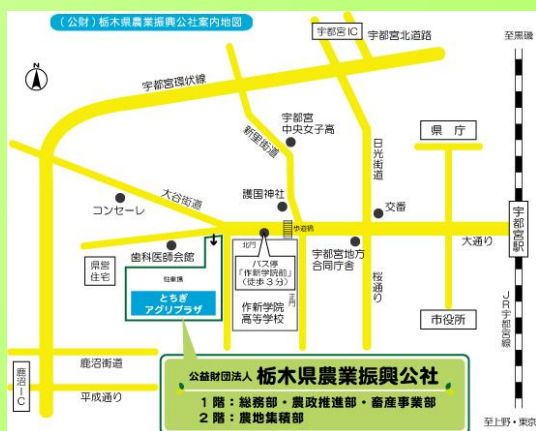 (公財)栃木県農業振興公社案内地図
宇都宮IC
宇都宮北道路
至黒磯
N
宇都宮環状線
新里街道
宇都宮
中央女子高
日光街道
県庁
大谷街道
コンセーレ
護国神社
交番
宇都宮駅
大通り
歩道橋
北門
バス停
「作新学院前」
(徒歩3分)
宇都宮地方
合同庁舎
桜通り
歯科医師会館
県営
住宅
駐車場
とちぎ
アグリプラザ
作新学院
高等学校
正門
市役所
JR宇都宮線
鹿沼街道
平成通り
鹿沼IC
公益財団法人 栃木県農業振興公社
1階:総務部・農政推進部・畜産事業部
2階:農地集積部
至上野・東京